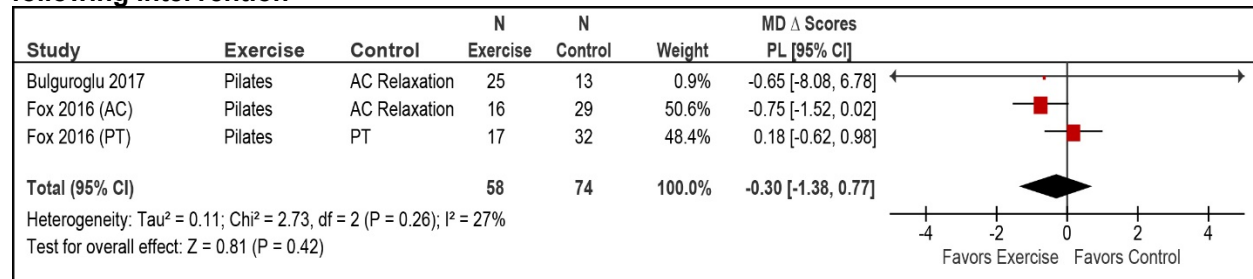 following intervention
N N MD Δ Scores
Study Exercise Control Exercise Control Weight PL [95% CI]
Bulguroglu 2017 Pilates AC Relaxation 25 13 0.9% -0.65 [-8.08, 6.78]
Fox 2016 (AC) Pilates AC Relaxation 16 29 50.6% -0.75 [-1.52, 0.02]
Fox 2016 (PT) Pilates PT 17 32 48.4% 0.18 [-0.62, 0.98]
Total (95% CI) 58 74 100.0% -0.30 [-1.38, 0.77]
Heterogeneity: Tau² = 0.11; Chi² = 2.73, df = 2 (P = 0.26); I² = 27%
Test for overall effect: Z = 0.81 (P = 0.42)
-4 -2 0 2 4
Favors Exercise Favors Control